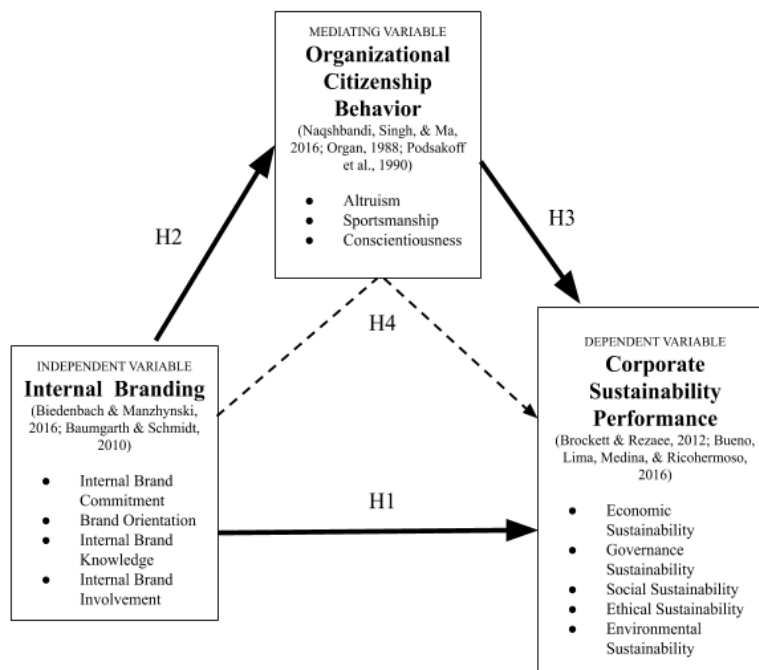 MEDIATING VARIABLE
Organizational
Citizenship
Behavior
(Naqshbandi, Singh, & Ma,
2016; Organ, 1988; Podsakoff
et al., 1990)
● Altruism
● Sportsmanship
● Conscientiousness
H2
H3
H4
INDEPENDENT VARIABLE
Internal Branding
(Biedenbach & Manzhynski,
2016; Baumgarth & Schmidt,
2010)
● Internal Brand
Commitment
● Brand Orientation
● Internal Brand
Knowledge
● Internal Brand
Involvement
H1
DEPENDENT VARIABLE
Corporate
Sustainability
Performance
(Brockett & Rezaee, 2012; Bueno,
Lima, Medina, & Ricohermoso,
2016)
● Economic
Sustainability
● Governance
Sustainability
● Social Sustainability
● Ethical Sustainability
● Environmental
Sustainability